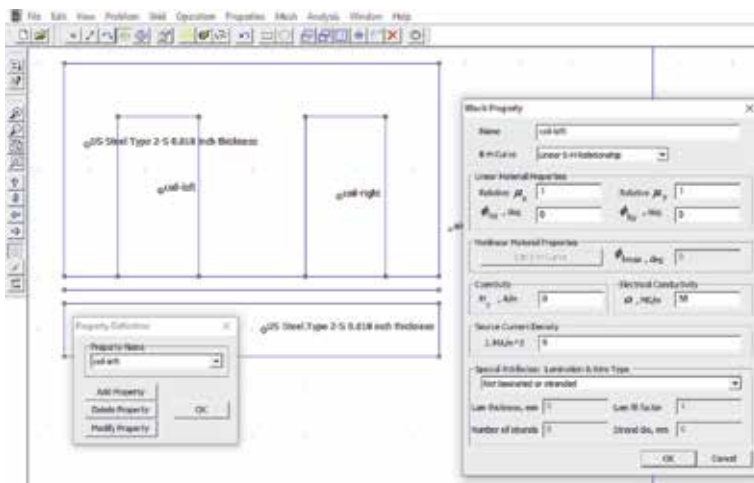 File Edit View Problem Grid Operation Properties Mesh Analysis Window Help
US Steel Type 2-S 0.018 inch thickness
coil-left
coil-right
US Steel Type 2-S 0.018 inch thickness
Property Definition
Property Name
coil-left
Add Property
Delete Property
OK
Modify Property
Block Property
Name coil-left
B-H Curve Linear B-H Relationship
Linear Material Properties
Relative μ 1 Relative μ 1
ϕ , deg 0 ϕ , deg 0
Nonlinear Material Properties
ϕhmax , deg 0
Coercivity Electrical Conductivity
H c , A/m 0 σ , MS/m 58
Source Current Density
J, MA/m^2 0
Special Attributes: Lamination & Wire Type
Not laminated or stranded
Lam thickness, mm 0 Lam fill factor 1
Number of strands 0 Strand dia, mm 0
OK Cancel